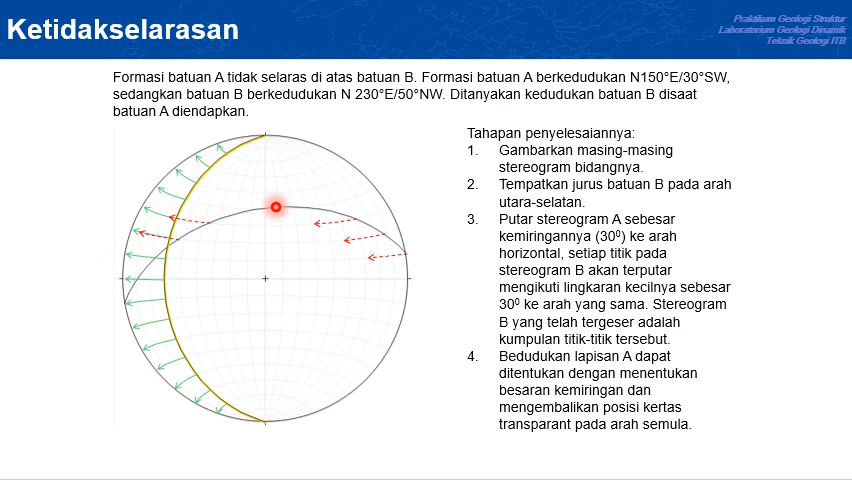 Ketidakselarasan
Praktikum Geologi Struktur
Laboratorium Geologi Dinamik
Teknik Geologi ITB
Formasi batuan A tidak selaras di atas batuan B. Formasi batuan A berkedudukan N150°E/30°SW,
sedangkan batuan B berkedudukan N 230°E/50°NW. Ditanyakan kedudukan batuan B disaat
batuan A diendapkan.
Tahapan penyelesaiannya:
1. Gambarkan masing-masing
stereogram bidangnya.
2. Tempatkan jurus batuan B pada arah
utara-selatan.
3. Putar stereogram A sebesar
kemiringannya (30⁰) ke arah
horizontal, setiap titik pada
stereogram B akan terputar
mengikuti lingkaran kecilnya sebesar
30⁰ ke arah yang sama. Stereogram
B yang telah tergeser adalah
kumpulan titik-titik tersebut.
4. Bedudukan lapisan A dapat
ditentukan dengan menentukan
besaran kemiringan dan
mengembalikan posisi kertas
transparant pada arah semula.